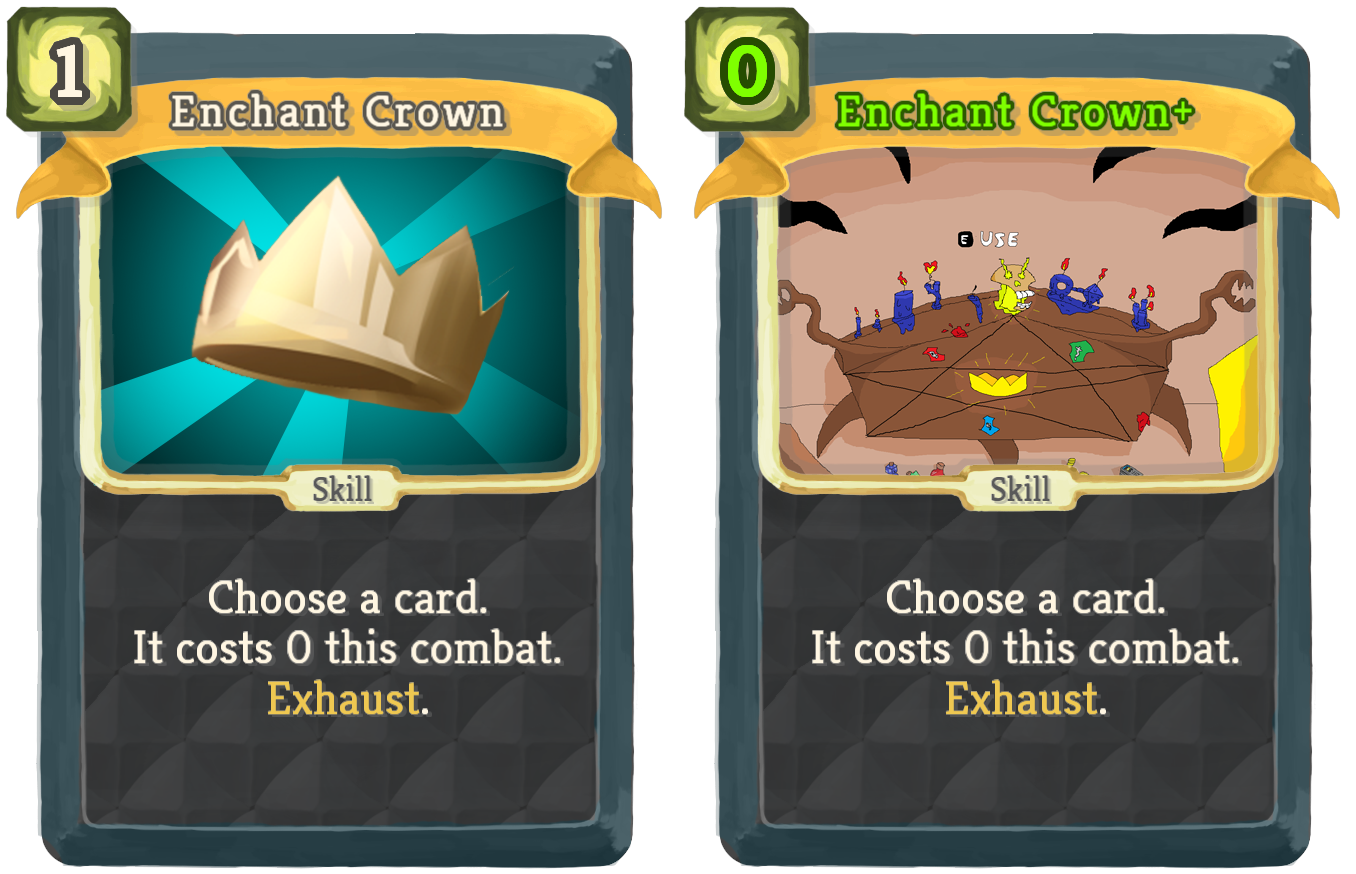 1
Enchant Crown
Skill
Choose a card.
It costs 0 this combat.
Exhaust.
0
Enchant Crown+
E USE
Skill
Choose a card.
It costs 0 this combat.
Exhaust.